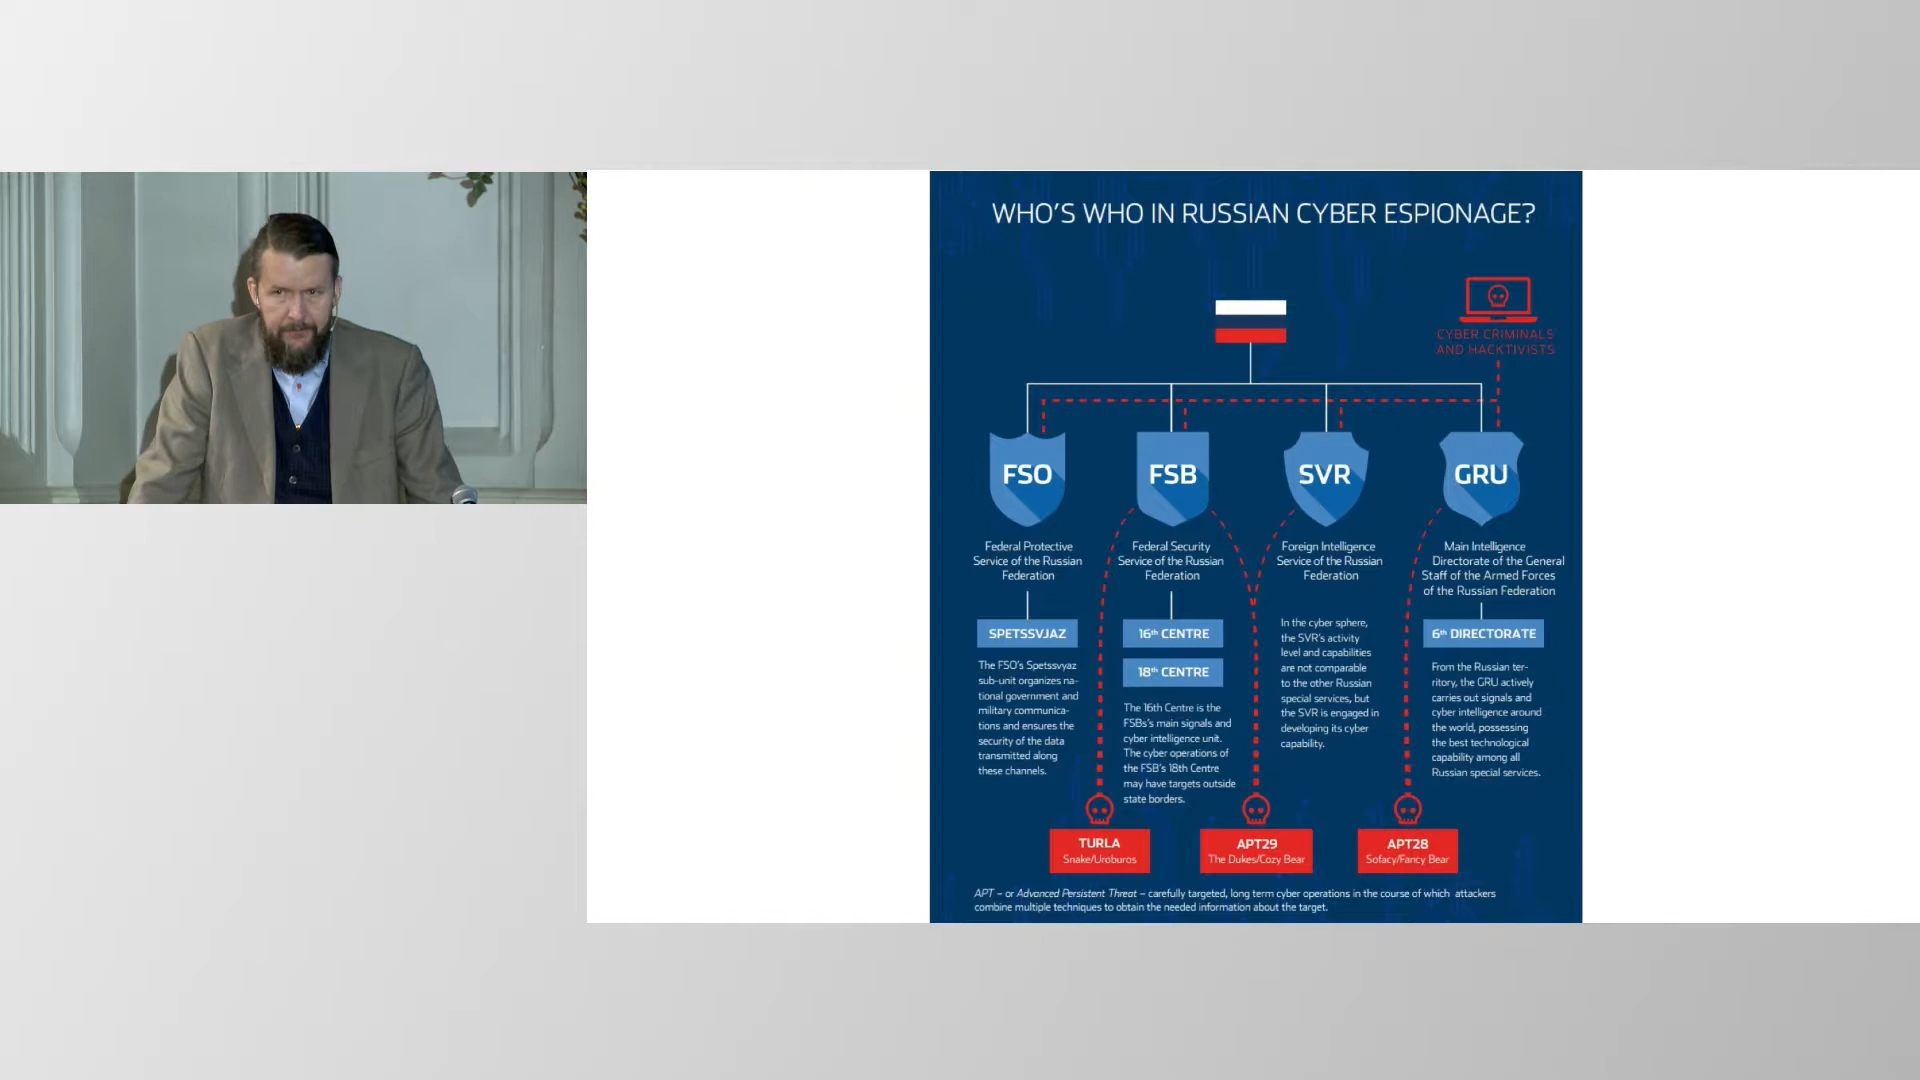 WHO'S WHO IN RUSSIAN CYBER ESPIONAGE?
CYBER CRIMINALS
AND HACKTIVISTS
FSO
FSB
SVR
GRU
Federal Protective
Service of the Russian
Federation
Federal Security
Service of the Russian
Federation
Foreign Intelligence
Service of the Russian
Federation
Main Intelligence
Directorate of the General
Staff of the Armed Forces
of the Russian Federation
SPETSSVJAZ
The FSO's Spetssvyaz
sub-unit organizes na-
tional government and
military communica-
tions and ensures the
security of the data
transmitted along
these channels.
16th CENTRE
18th CENTRE
The 16th Centre is the
FSBs's main signals and
cyber intelligence unit.
The cyber operations of
the FSB's 18th Centre
may have targets outside
state borders.
In the cyber sphere,
the SVR's activity
level and capabilities
are not comparable
to the other Russian
special services, but
the SVR is engaged in
developing its cyber
capability.
6th DIRECTORATE
From the Russian ter-
ritory, the GRU actively
carries out signals and
cyber intelligence around
the world, possessing
the best technological
capability among all
Russian special services.
TURLA
Snake/Uroburos
APT29
The Dukes/Cozy Bear
APT28
Sofacy/Fancy Bear
APT – or Advanced Persistent Threat – carefully targeted, long term cyber operations in the course of which attackers
combine multiple techniques to obtain the needed information about the target.